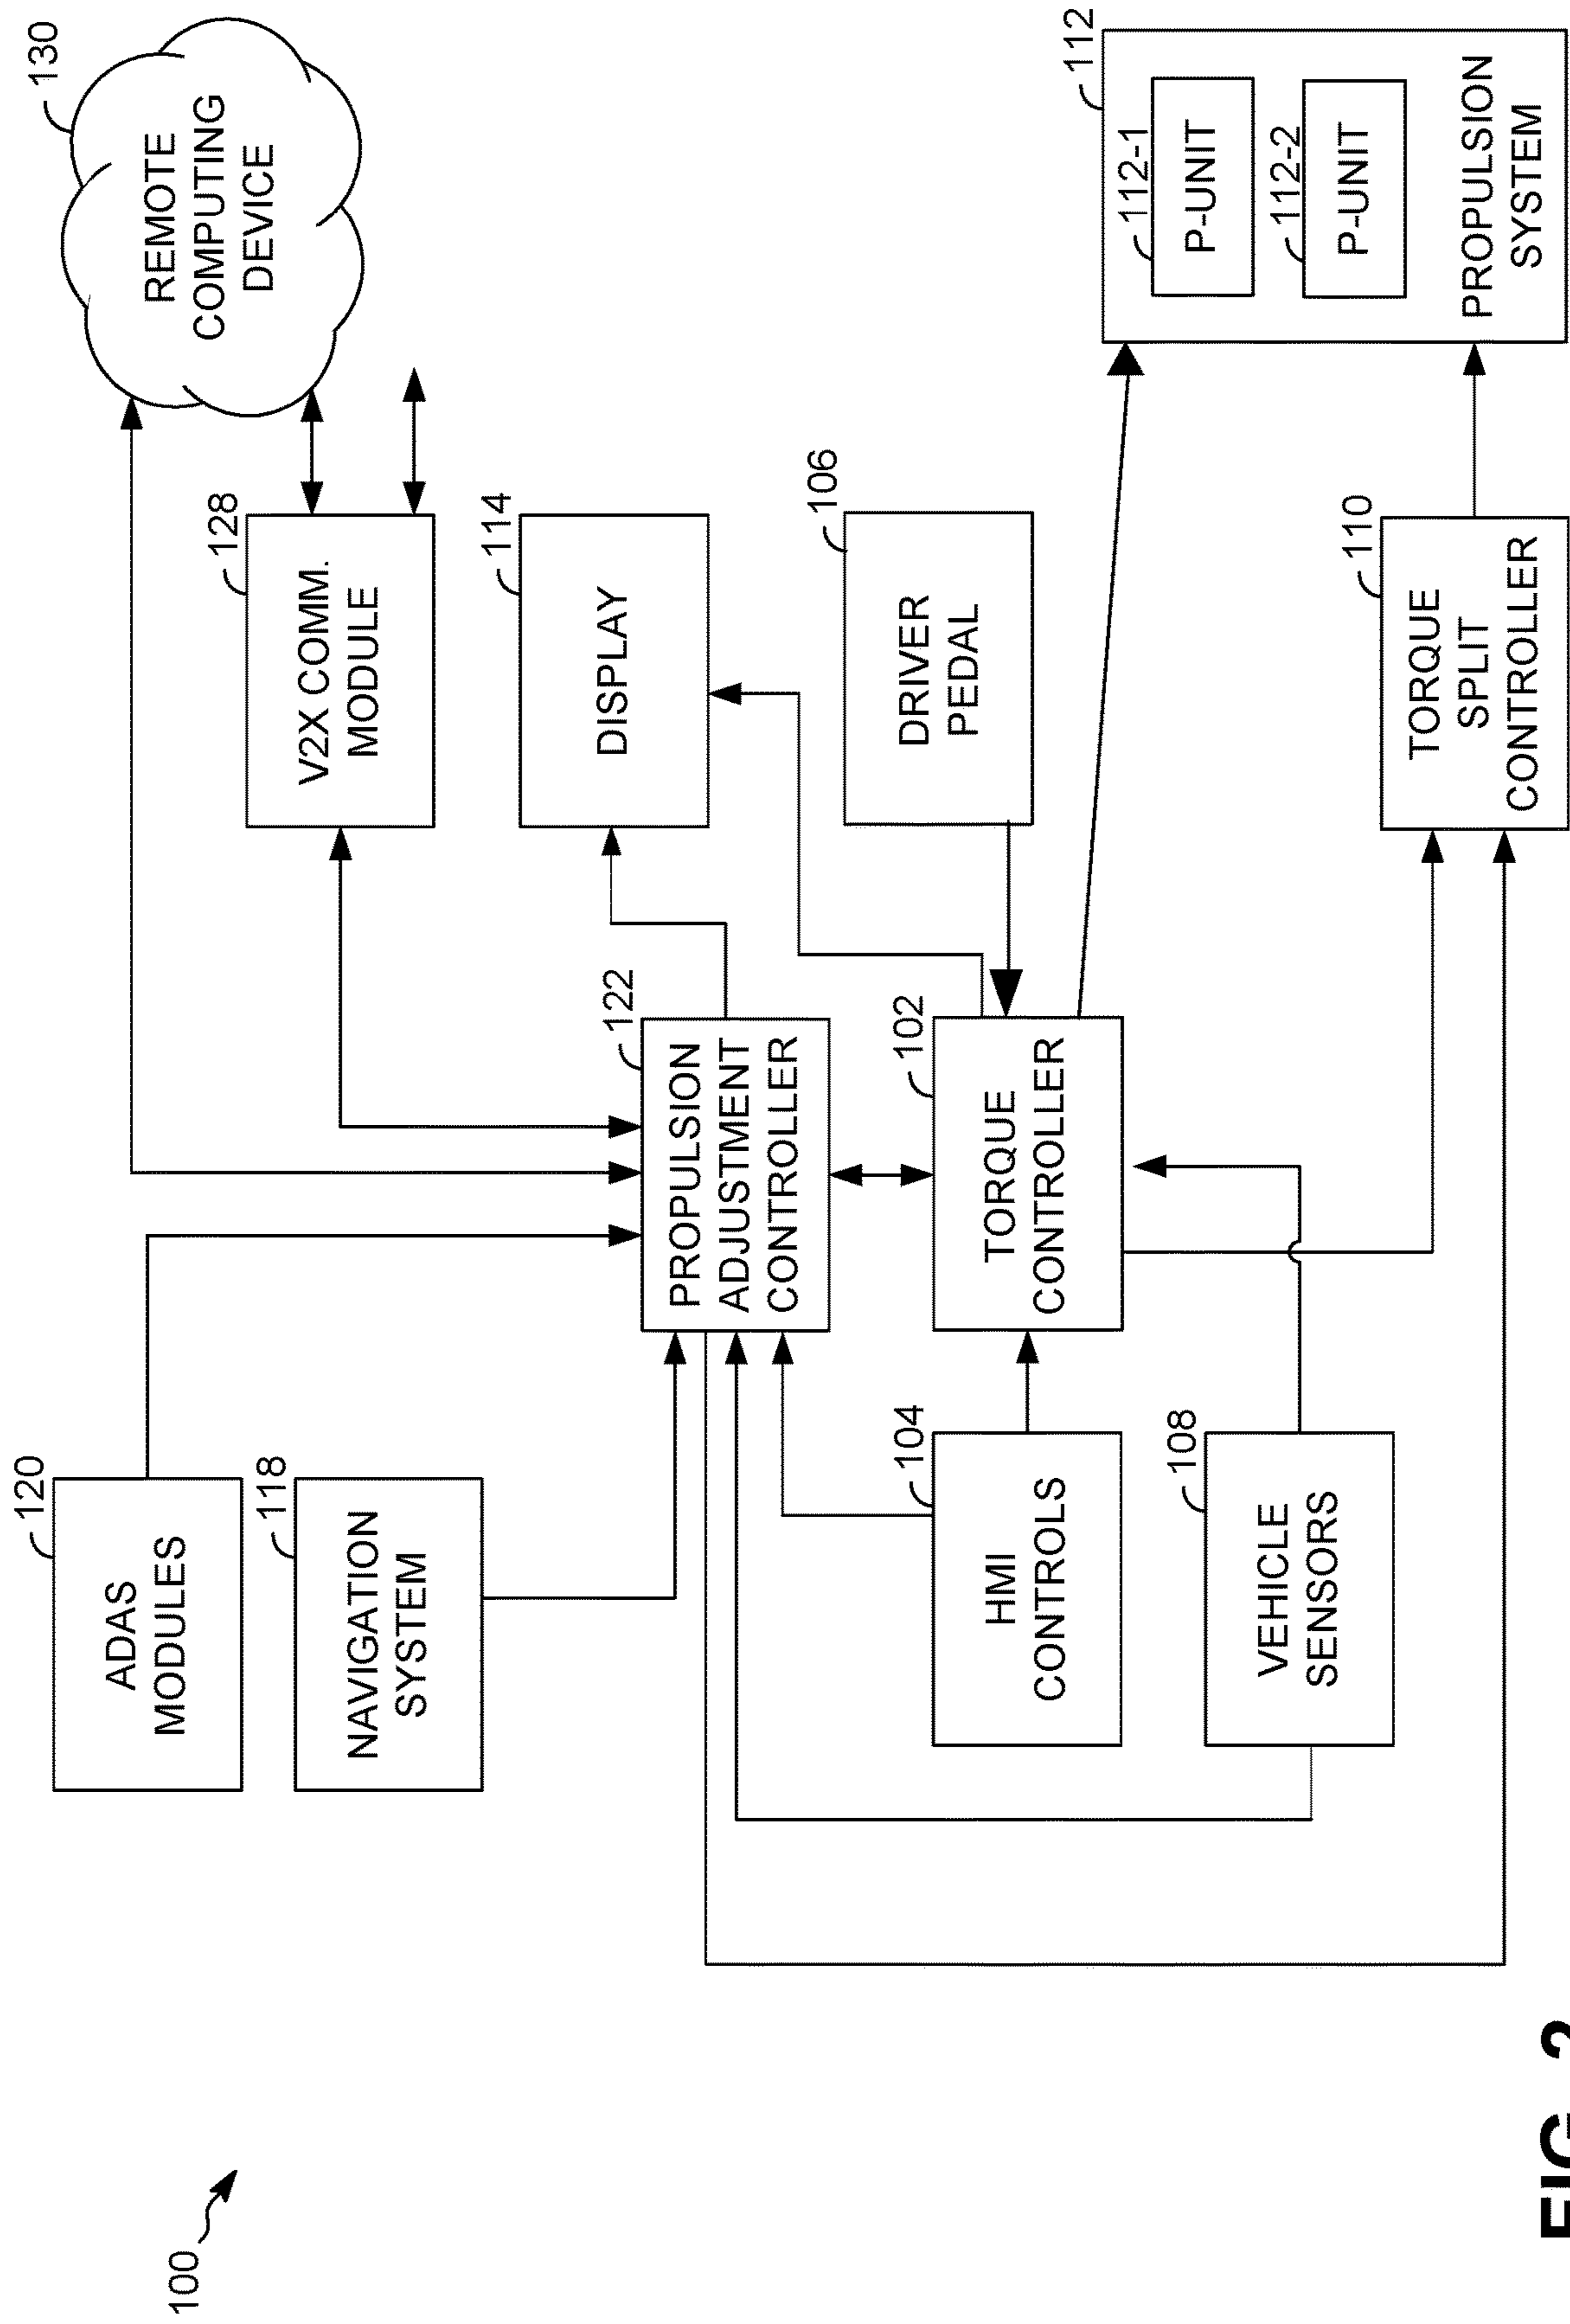 100
120
ADAS
MODULES
118
NAVIGATION
SYSTEM
130
REMOTE
COMPUTING
DEVICE
128
V2X COMM.
MODULE
122
PROPULSION
ADJUSTMENT
CONTROLLER
114
DISPLAY
104
HMI
CONTROLS
102
TORQUE
CONTROLLER
106
DRIVER
PEDAL
108
VEHICLE
SENSORS
110
TORQUE
SPLIT
CONTROLLER
112
112-1
P-UNIT
112-2
P-UNIT
PROPULSION
SYSTEM
FIG. 2